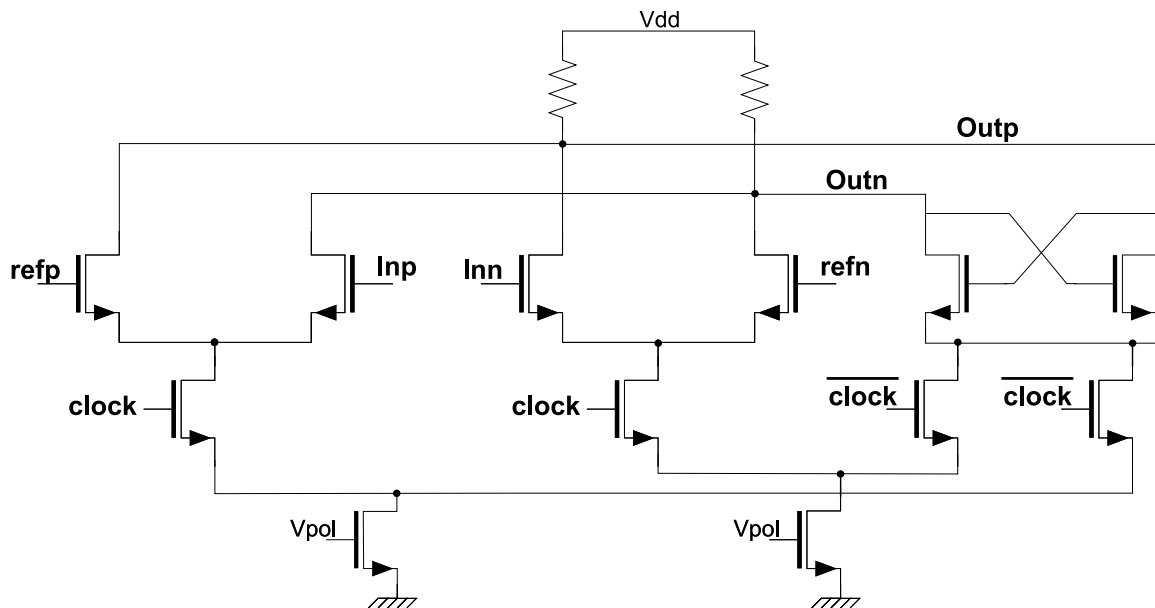 Vdd
Outp
Outn
refp
Inp
Inn
refn
clock
clock
clock
clock
Vpol
Vpol